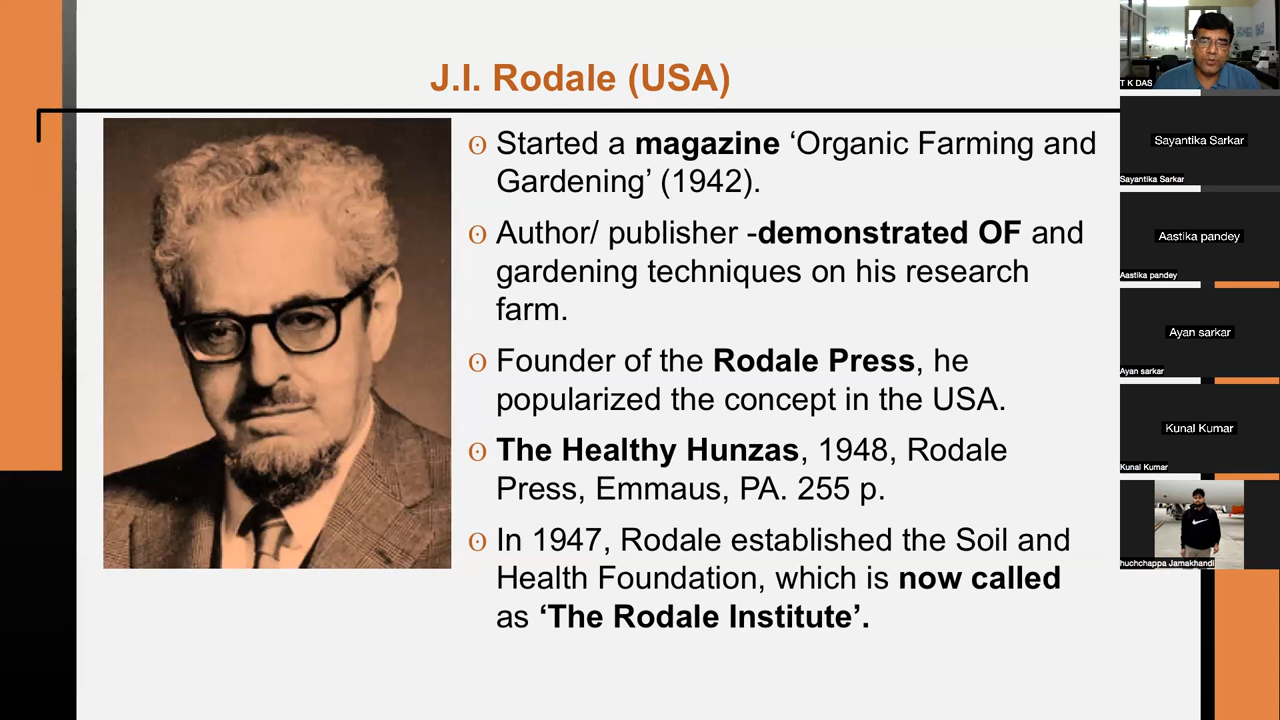 J.I. Rodale (USA)
Started a magazine ‘Organic Farming and
Gardening’ (1942).
Author/ publisher -demonstrated OF and
gardening techniques on his research
farm.
Founder of the Rodale Press, he
popularized the concept in the USA.
The Healthy Hunzas, 1948, Rodale
Press, Emmaus, PA. 255 p.
In 1947, Rodale established the Soil and
Health Foundation, which is now called
as ‘The Rodale Institute’.
T K DAS
Sayantika Sarkar
Sayantika Sarkar
Aastika pandey
Aastika pandey
Ayan sarkar
Ayan sarkar
Kunal Kumar
Kunal Kumar
huchchappa Jamakhandi